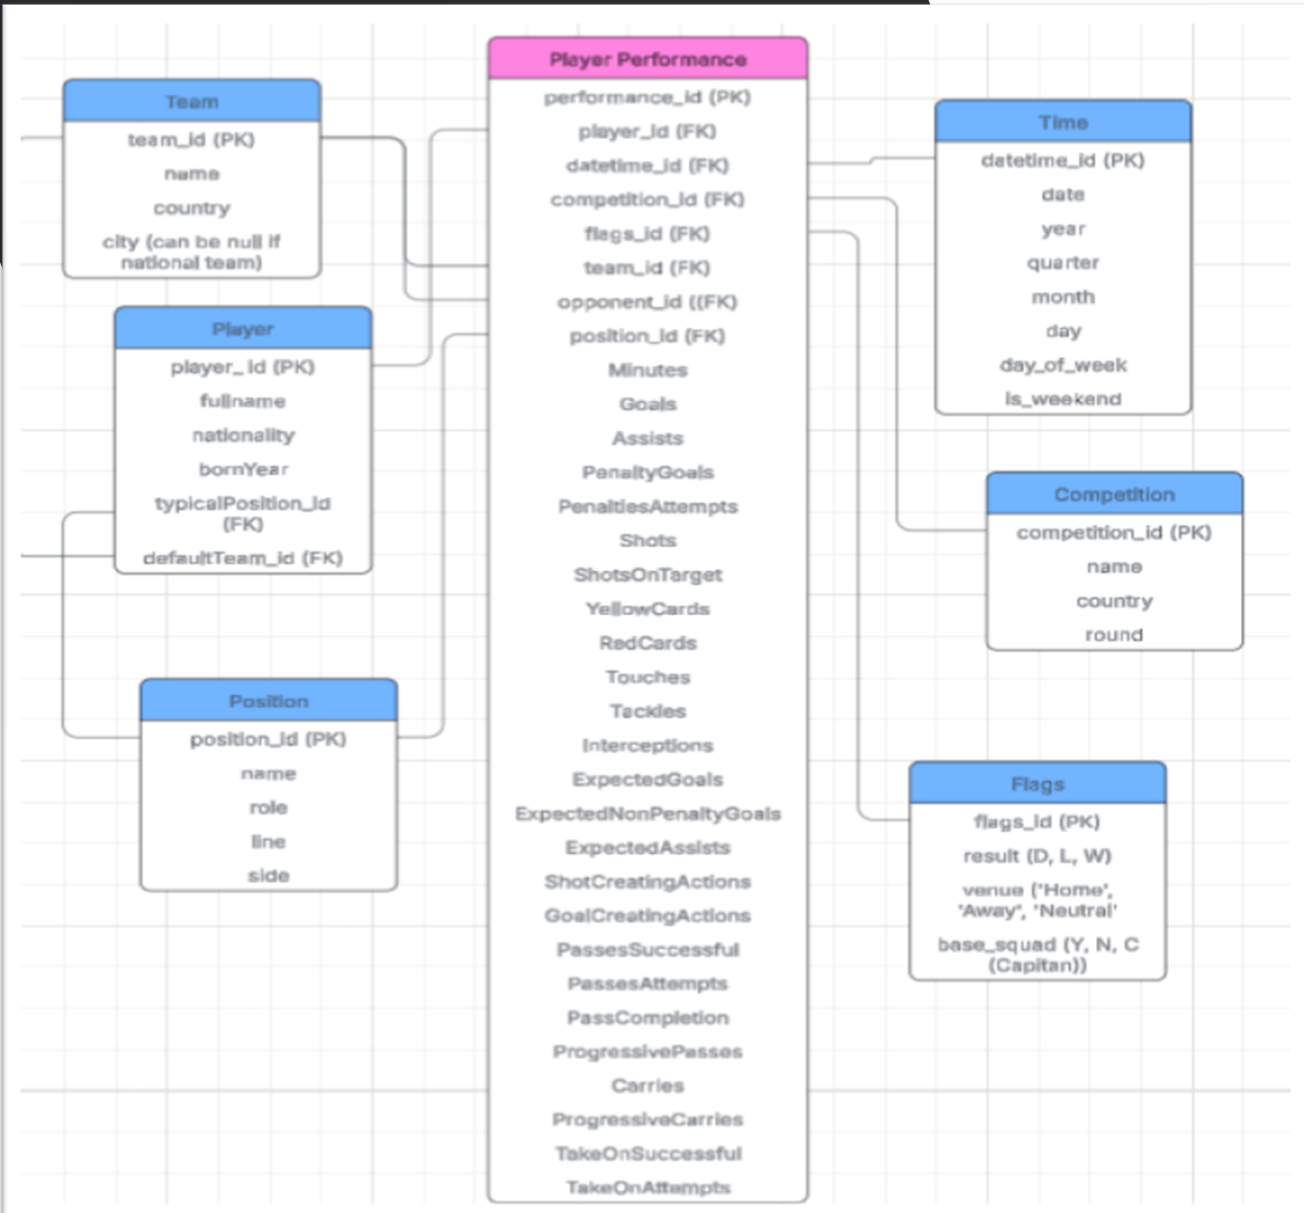 Team
team_id (PK)
name
country
city (can be null if
national team)
Player
player_ id (PK)
fullname
nationality
bornYear
typicalPosition_id
(FK)
defaultTeam_id (FK)
Position
position_id (PK)
name
role
line
side
Player Performance
performance_id (PK)
player_id (FK)
datetime_id (FK)
competition_id (FK)
flags_id (FK)
team_id (FK)
opponent_id ((FK)
position_id (FK)
Minutes
Goals
Assists
PenaltyGoals
PenaltiesAttempts
Shots
ShotsOnTarget
YellowCards
RedCards
Touches
Tackles
Interceptions
ExpectedGoals
ExpectedNonPenaltyGoals
ExpectedAssists
ShotCreatingActions
GoalCreatingActions
PassesSuccessful
PassesAttempts
PassCompletion
ProgressivePasses
Carries
ProgressiveCarries
TakeOnSuccessful
TakeOnAttempts
Time
datetime_id (PK)
date
year
quarter
month
day
day_of_week
is_weekend
Competition
competition_id (PK)
name
country
round
Flags
flags_id (PK)
result (D, L, W)
venue ('Home',
'Away', 'Neutral'
base_squad (Y, N, C
(Capitan))